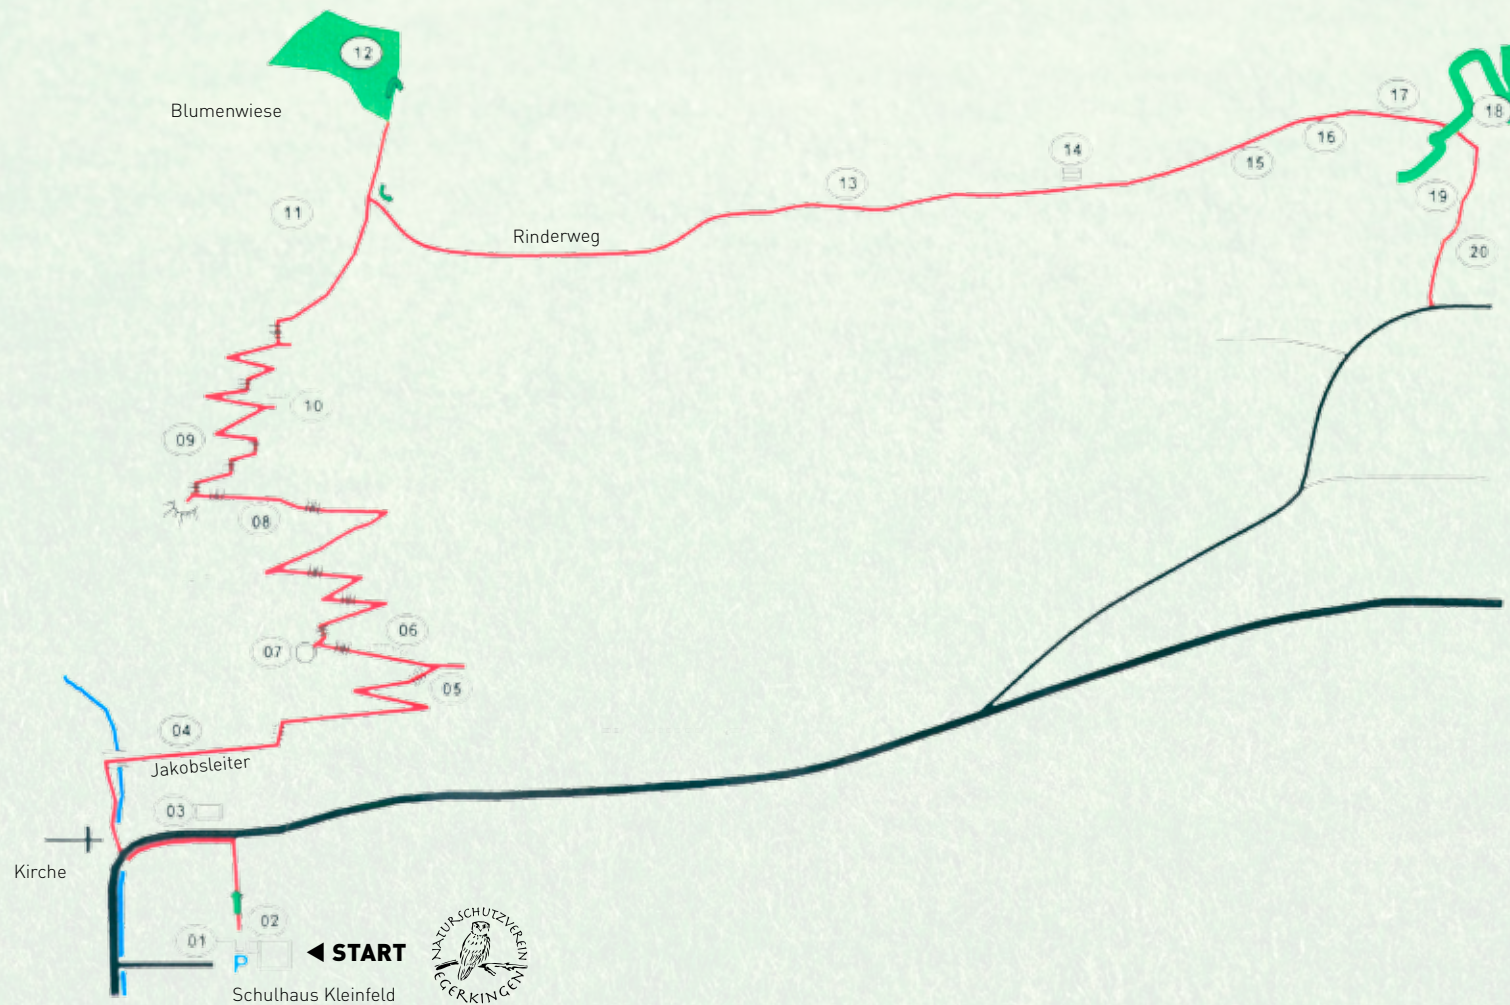 12
Blumenwiese
17
18
16
14
15
13
19
11
Rinderweg
20
10
09
08
06
07
05
04
Jakobsleiter
03
Kirche
02
01
P
◄ START
NATURSCHUTZVEREIN
EGERKINGEN
Schulhaus Kleinfeld